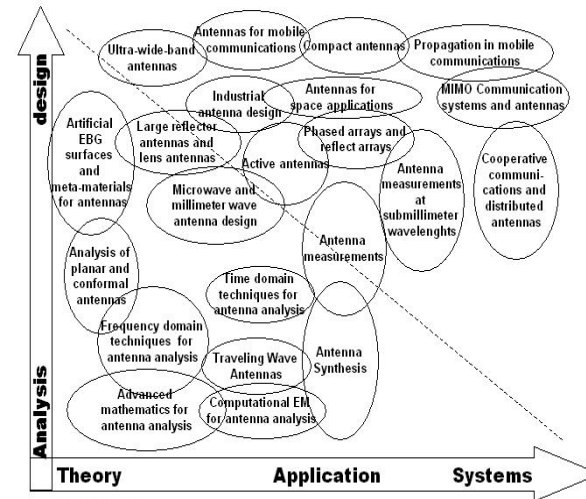 design
Analysis
Ultra-wide-band
antennas
Antennas for mobile
communications
Compact antennas
Propagation in mobile
communications
Industrial
antenna design
Antennas for
space applications
MIMO Communication
systems and antennas
Artificial
EBG
surfaces
and
meta-materials
for antennas
Large reflector
antennas and
lens antennas
Phased arrays and
reflect arrays
Active antennas
Antenna
measurements
at
submillimeter
wavelenghts
Cooperative
communi-
cations and
distributed
antennas
Microwave and
millimeter wave
antenna design
Antenna
measurements
Analysis of
planar and
conformal
antennas
Time domain
techniques for
antenna analysis
Frequency domain
techniques for
antenna analysis
Traveling Wave
Antennas
Antenna
Synthesis
Advanced
mathematics for
antenna analysis
Computational EM
for antenna analysis
Theory
Application
Systems